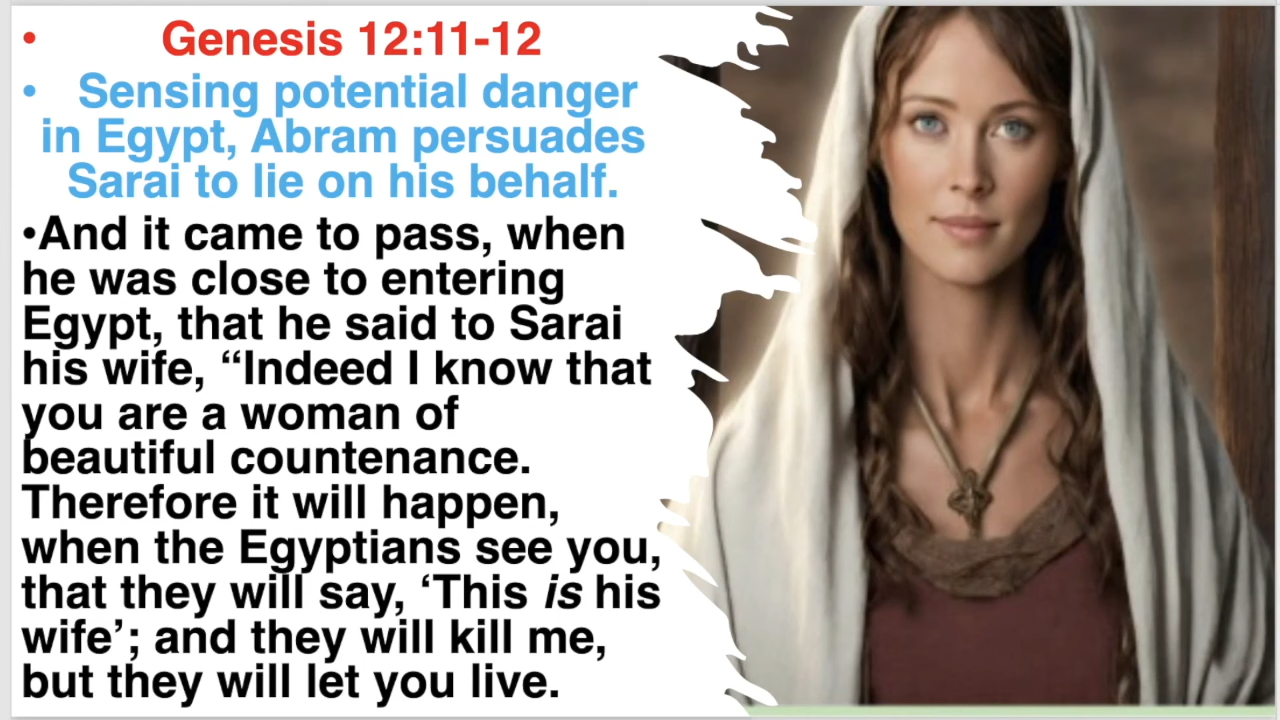 • Genesis 12:11-12
• Sensing potential danger
in Egypt, Abram persuades
Sarai to lie on his behalf.
•And it came to pass, when
he was close to entering
Egypt, that he said to Sarai
his wife, “Indeed I know that
you are a woman of
beautiful countenance.
Therefore it will happen,
when the Egyptians see you,
that they will say, ‘This is his
wife’; and they will kill me,
but they will let you live.